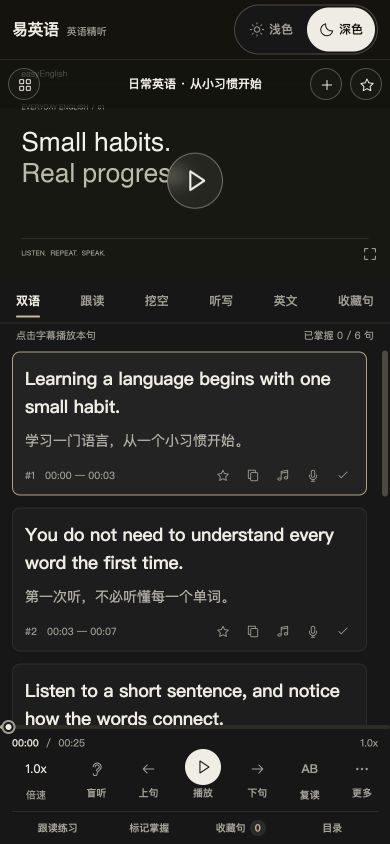 易英语 英语精听
浅色 深色
easyEnglish
日常英语 · 从小习惯开始
EVERYDAY ENGLISH / 01
Small habits.
Real progres
LISTEN. REPEAT. SPEAK.
双语 跟读 挖空 听写 英文 收藏句
点击字幕播放本句 已掌握 0 / 6 句
Learning a language begins with one
small habit.
学习一门语言，从一个小习惯开始。
#1 00:00 — 00:03
You do not need to understand every
word the first time.
第一次听，不必听懂每一个单词。
#2 00:03 — 00:07
Listen to a short sentence, and notice
how the words connect.
00:00 / 00:25 1.0x
1.0x AB
倍速 盲听 上句 播放 下句 复读 更多
跟读练习 标记掌握 收藏句 0 目录